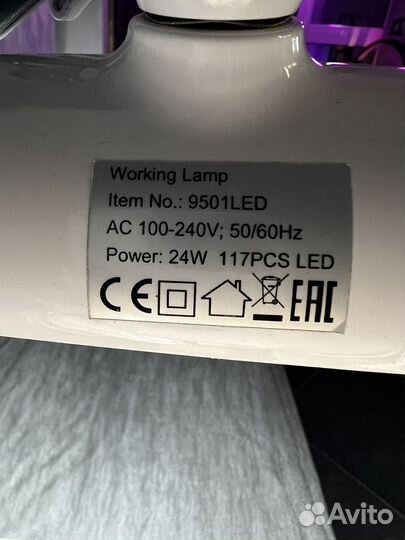 Working Lamp
Item No.: 9501LED
AC 100-240V; 50/60Hz
Power: 24W 117PCS LED
CE EAC
Avito